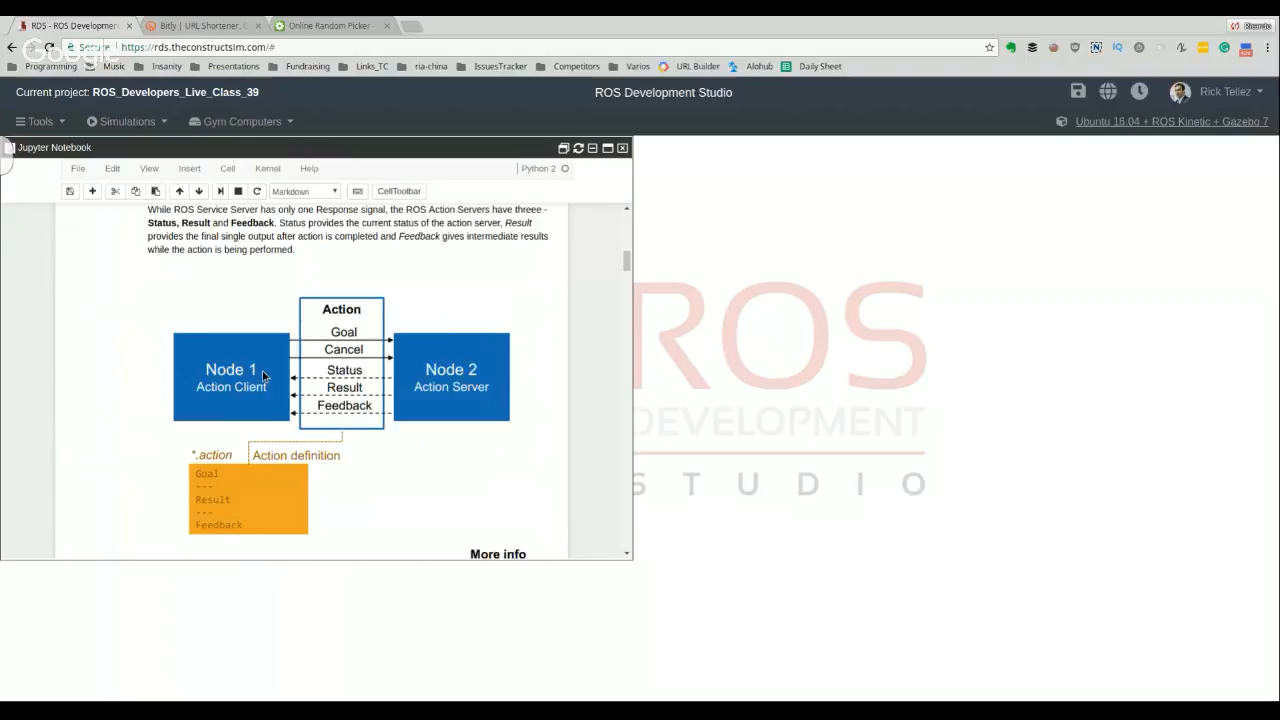 RDS - ROS Developmen
Bitly | URL Shortener, C
Online Random Picker -
Ricardo
Secure
https://rds.theconstructsim.com/#
Google
Programming
Music
Insanity
Presentations
Fundraising
Links_TC
ria-china
IssuesTracker
Competitors
Varios
URL Builder
Alohub
Daily Sheet
Current project: ROS_Developers_Live_Class_39
ROS Development Studio
Rick Tellez
Tools
Simulations
Gym Computers
Ubuntu 16.04 + ROS Kinetic + Gazebo 7
Jupyter Notebook
File Edit View Insert Cell Kernel Help
Python 2
Markdown
CellToolbar
While ROS Service Server has only one Response signal, the ROS Action Servers have threee -
Status, Result and Feedback. Status provides the current status of the action server, Result
provides the final single output after action is completed and Feedback gives intermediate results
while the action is being performed.
Action
Goal
Cancel
Status
Result
Feedback
Node 1
Action Client
Node 2
Action Server
*.action
Action definition
Goal
---
Result
---
Feedback
More info
ROS
DEVELOPMENT
STUDIO